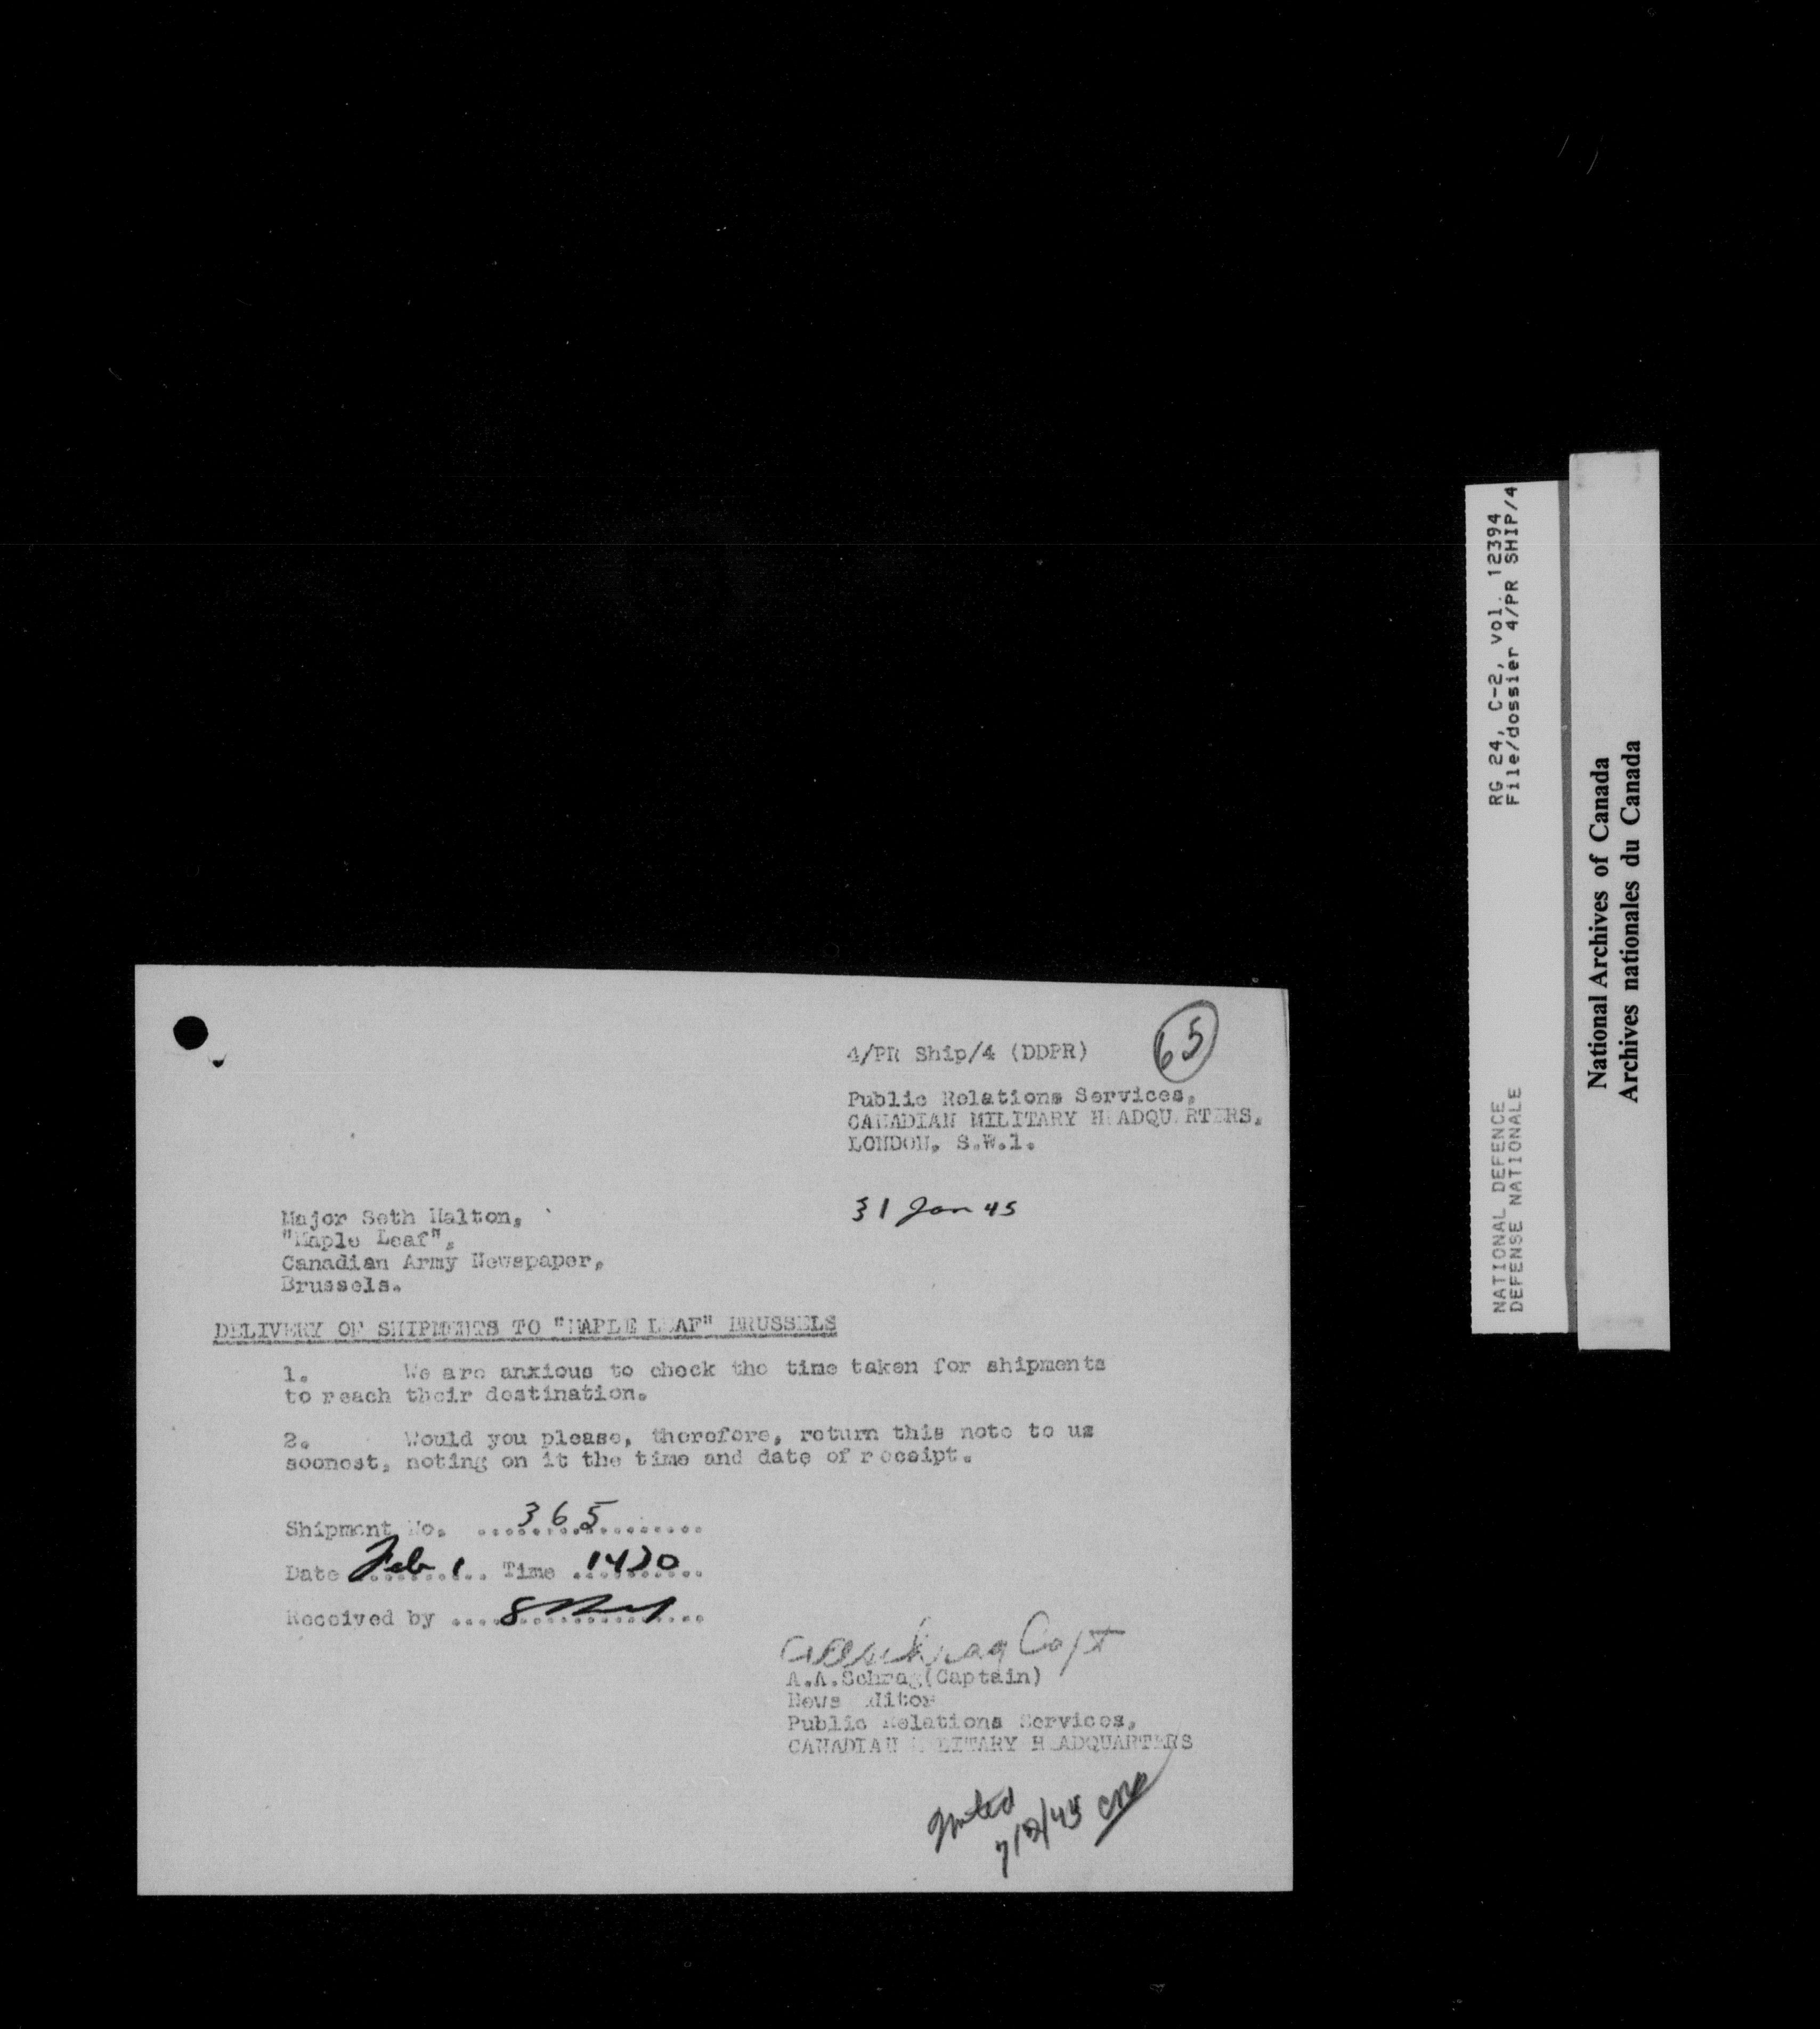 65
4/PR Ship/4 (DDPR)
Public Relations Services,
CANADIAN MILITARY HEADQUARTERS,
LONDON, S.W.1.
31 Jan 45
Major Seth Halton,
"Maple Leaf",
Canadian Army Newspaper,
Brussels.
DELIVERY OF SHIPMENTS TO "MAPLE LEAF" BRUSSELS
1. We are anxious to check the time taken for shipments
to reach their destination.
2. Would you please, therefore, return this note to us
soonest, noting on it the time and date of receipt.
Shipment No. 365
Date Feb 1 Time
Received by
A.A.Schrag(Captain)
News Editor
Public Relations Services,
CANADIAN MILITARY HEADQUARTERS
Noted
7/2/45
RG 24, C-2, vol. 12394
File/dossier 4/PR SHIP/4
NATIONAL DEFENCE
DEFENSE NATIONALE
National Archives of Canada
Archives nationales du Canada